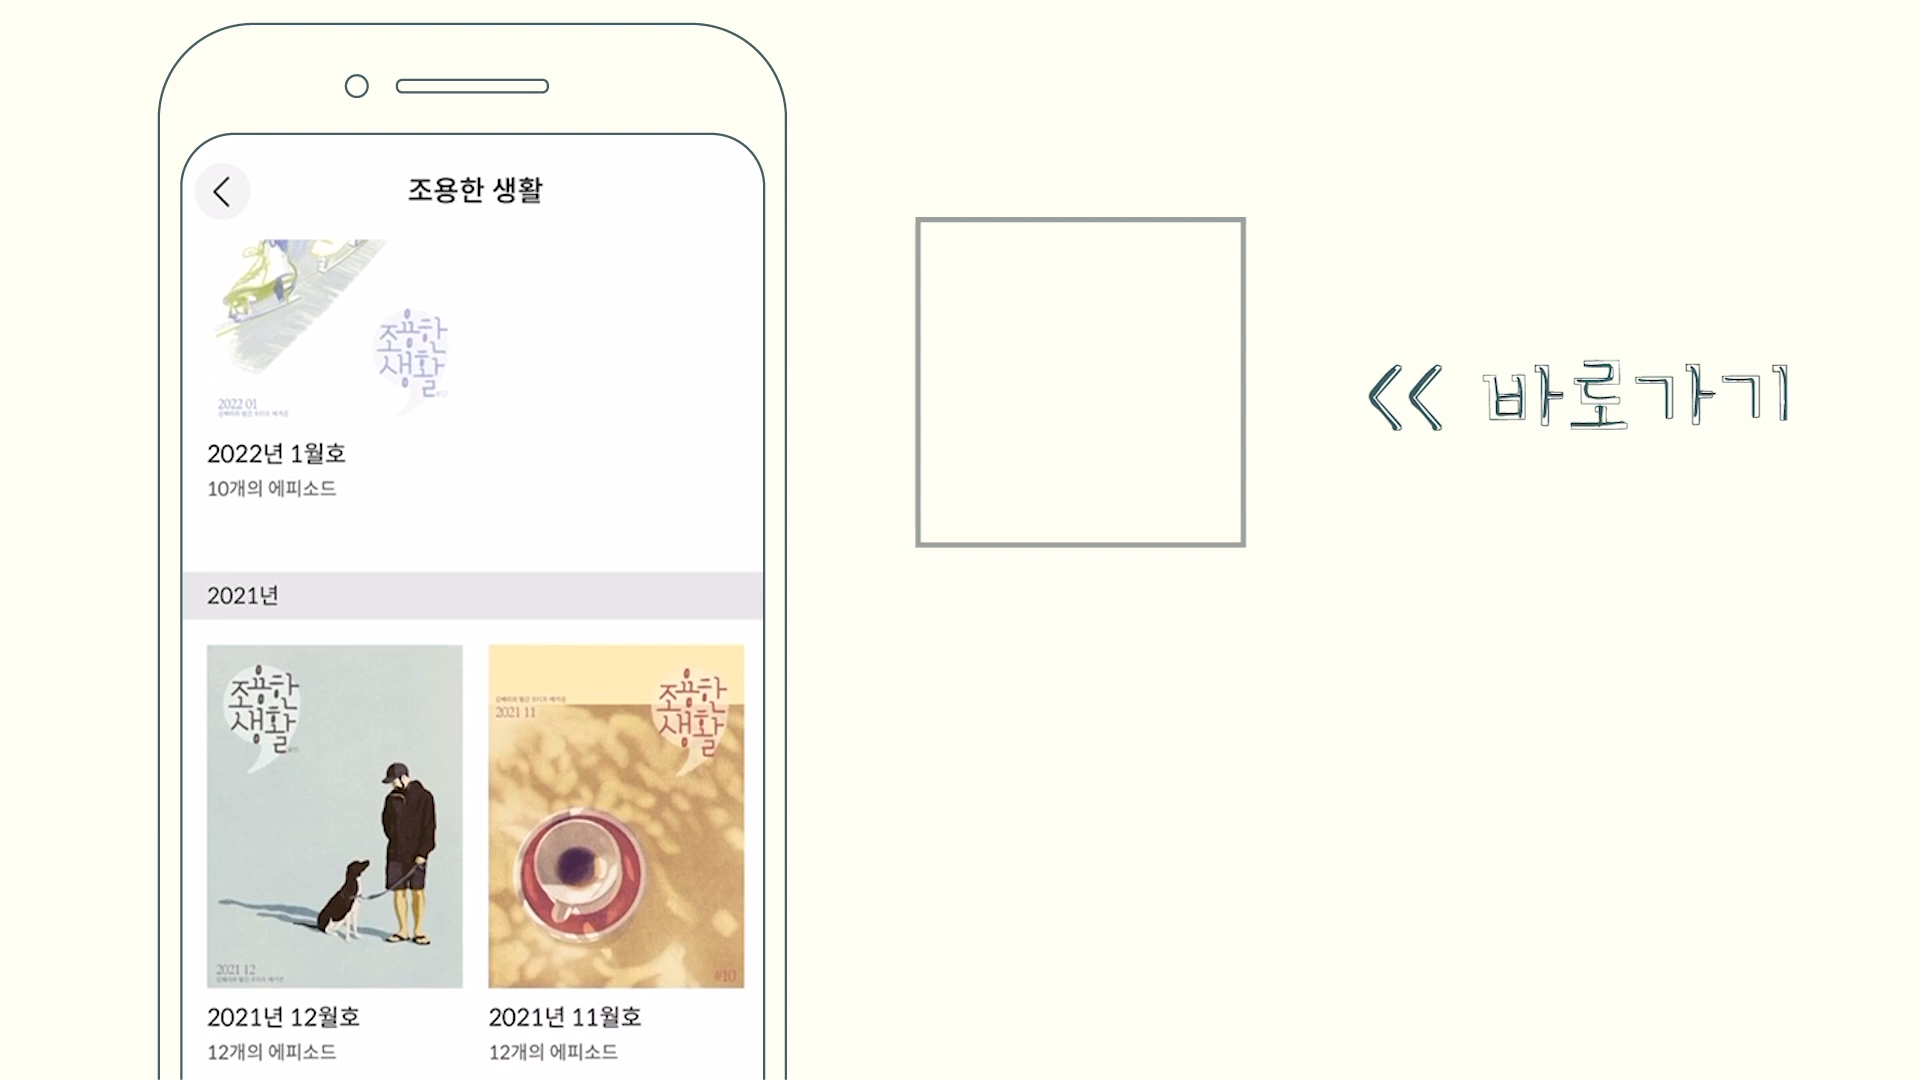 조용한 생활
조용한
생활
#12
2022 01
2022년 1월호
10개의 에피소드
2021년
조용한
생활
#11
2021 12
2021년 12월호
12개의 에피소드
2021 11
조용한
생활
#10
2021년 11월호
12개의 에피소드
<< 바로가기